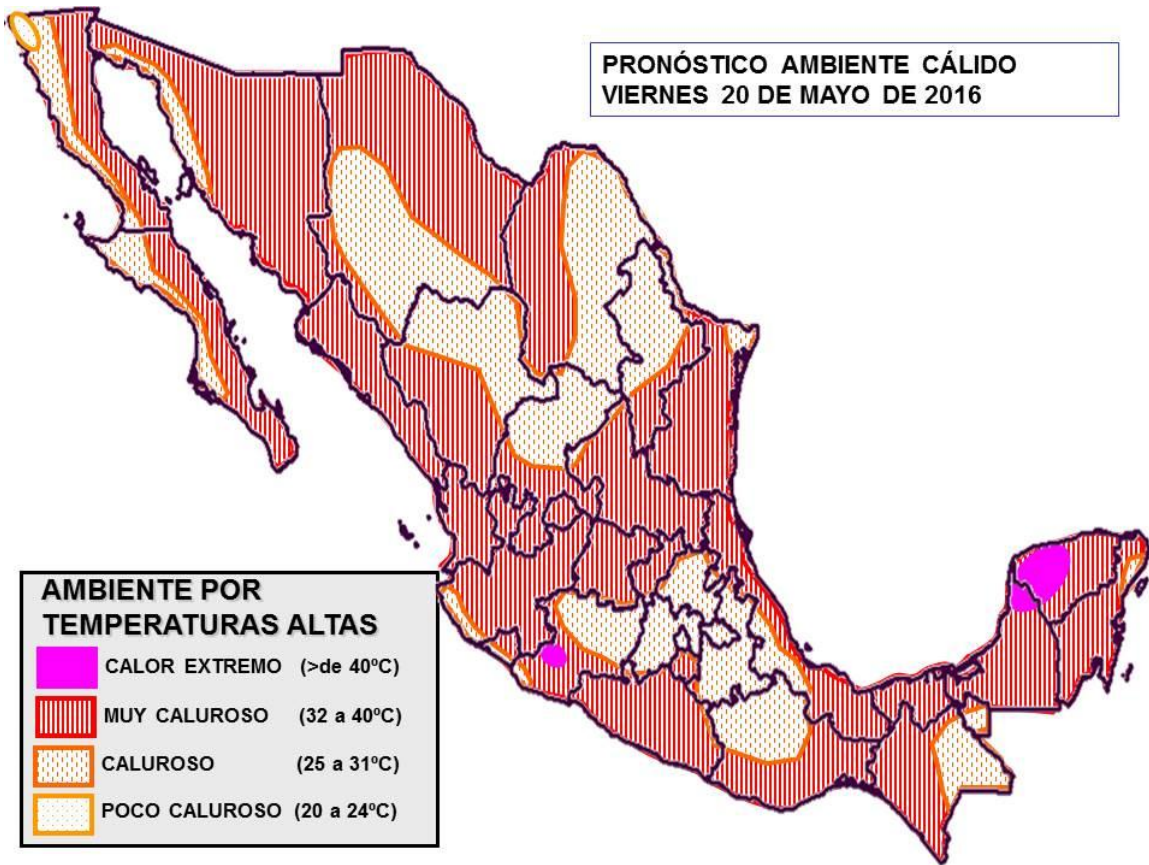 PRONÓSTICO AMBIENTE CÁLIDO
VIERNES 20 DE MAYO DE 2016
AMBIENTE POR
TEMPERATURAS ALTAS
CALOR EXTREMO (>de 40ºC)
MUY CALUROSO (32 a 40ºC)
CALUROSO (25 a 31ºC)
POCO CALUROSO (20 a 24ºC)